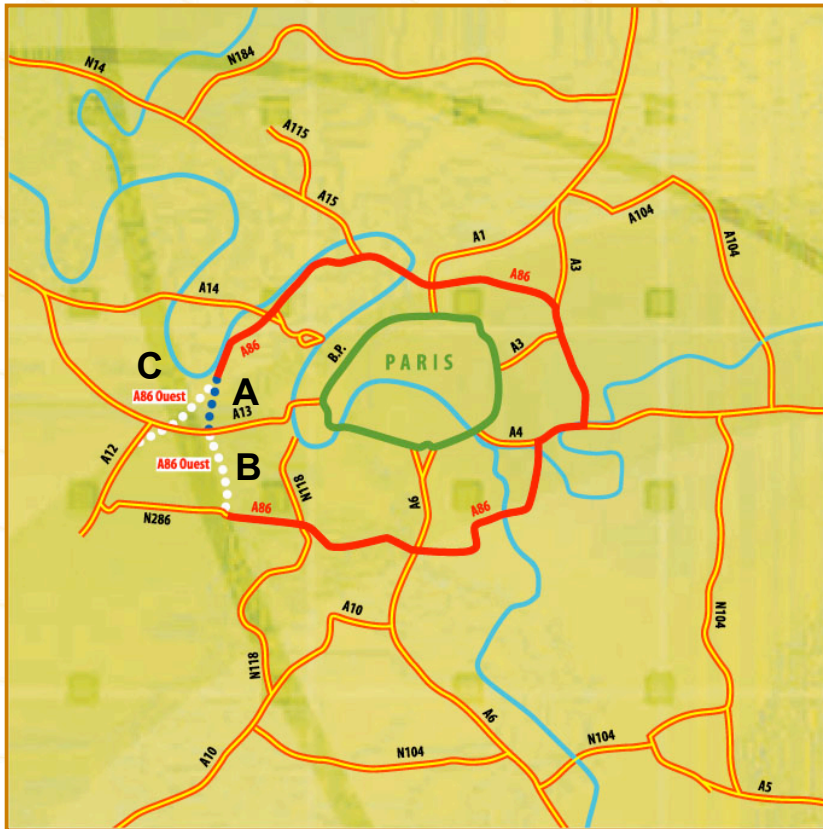 N14
N184
A115
A15
A1
A104
A3
A104
A86
A14
A86
B.P.
PARIS
A3
C
A86 Ouest
A
A13
A4
A12
A86 Ouest
B
N118
A6
N286
A86
A86
A10
N104
N118
A6
A10
N104
N104
A5